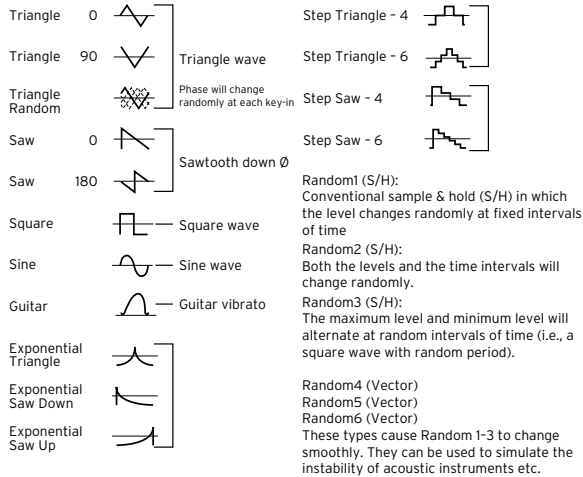 Triangle 0
Triangle 90
Triangle wave
Triangle
Random
Phase will change
randomly at each key-in
Saw 0
Saw 180
Sawtooth down Ø
Square
Square wave
Sine
Sine wave
Guitar
Guitar vibrato
Exponential
Triangle
Exponential
Saw Down
Exponential
Saw Up
Step Triangle – 4
Step Triangle – 6
Step Saw – 4
Step Saw – 6
Random1 (S/H):
Conventional sample & hold (S/H) in which
the level changes randomly at fixed intervals
of time
Random2 (S/H):
Both the levels and the time intervals will
change randomly.
Random3 (S/H):
The maximum level and minimum level will
alternate at random intervals of time (i.e., a
square wave with random period).
Random4 (Vector)
Random5 (Vector)
Random6 (Vector)
These types cause Random 1–3 to change
smoothly. They can be used to simulate the
instability of acoustic instruments etc.